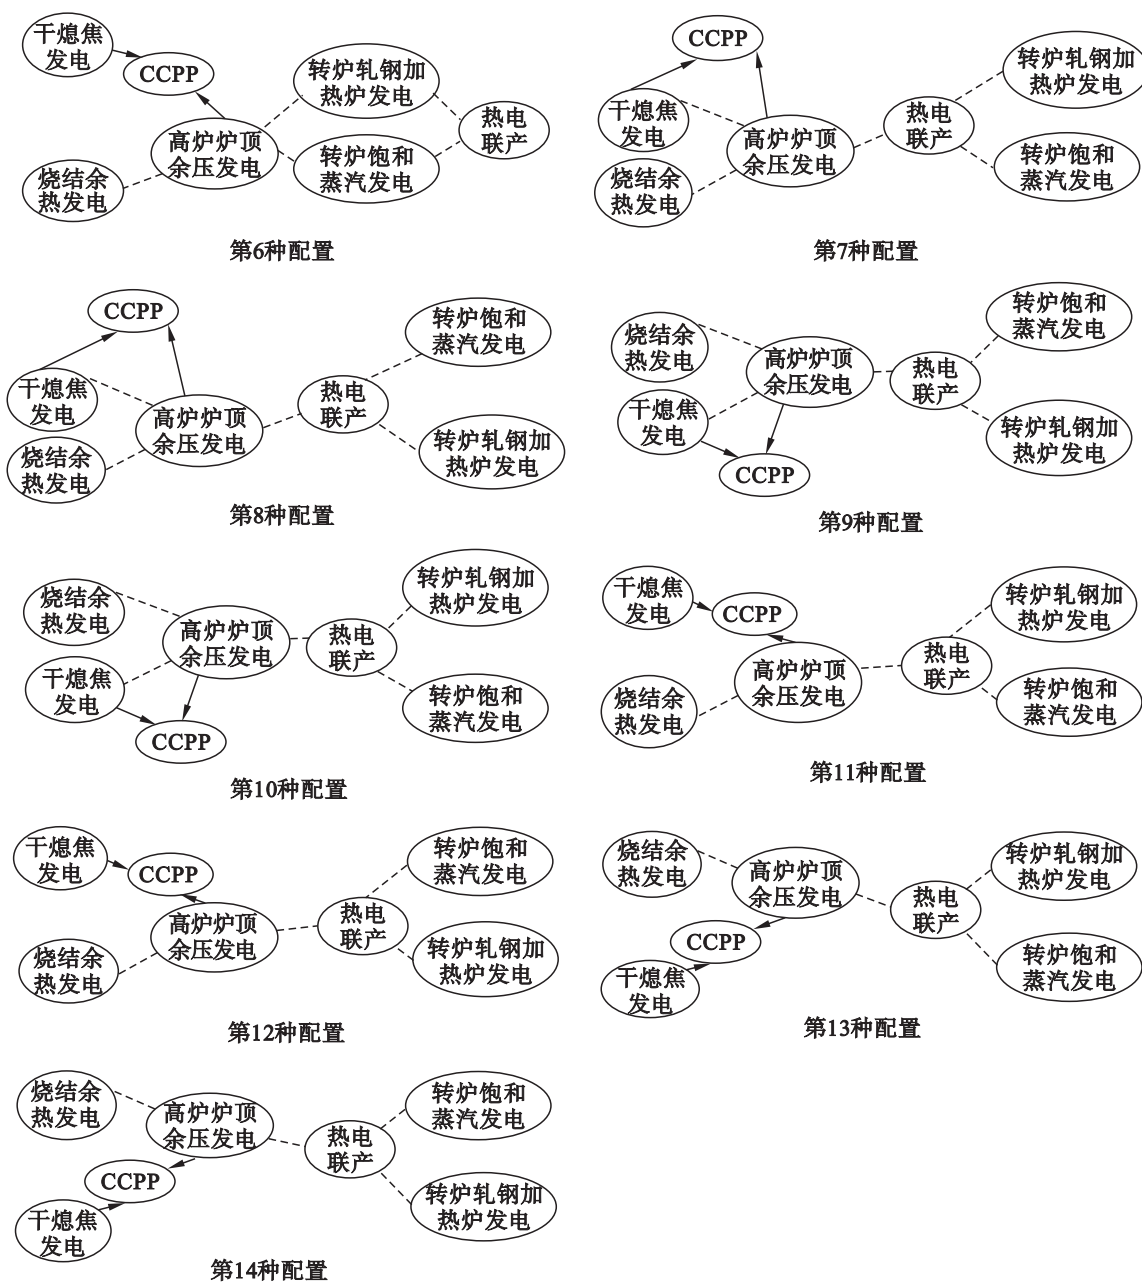 干熄焦
发电
CCPP
转炉轧钢加
热炉发电
高炉炉顶
余压发电
热电
联产
转炉饱和
蒸汽发电
烧结余
热发电
第6种配置
CCPP
转炉轧钢加
热炉发电
干熄焦
发电
高炉炉顶
余压发电
热电
联产
转炉饱和
蒸汽发电
烧结余
热发电
第7种配置
CCPP
转炉饱和
蒸汽发电
干熄焦
发电
高炉炉顶
余压发电
热电
联产
转炉轧钢加
热炉发电
烧结余
热发电
第8种配置
转炉饱和
蒸汽发电
烧结余
热发电
高炉炉顶
余压发电
热电
联产
干熄焦
发电
转炉轧钢加
热炉发电
CCPP
第9种配置
转炉轧钢加
热炉发电
烧结余
热发电
高炉炉顶
余压发电
热电
联产
干熄焦
发电
转炉饱和
蒸汽发电
CCPP
第10种配置
干熄焦
发电
CCPP
转炉轧钢加
热炉发电
高炉炉顶
余压发电
热电
联产
烧结余
热发电
转炉饱和
蒸汽发电
第11种配置
干熄焦
发电
CCPP
转炉饱和
蒸汽发电
高炉炉顶
余压发电
热电
联产
烧结余
热发电
转炉轧钢加
热炉发电
第12种配置
烧结余
热发电
高炉炉顶
余压发电
转炉轧钢加
热炉发电
热电
联产
CCPP
干熄焦
发电
转炉饱和
蒸汽发电
第13种配置
烧结余
热发电
高炉炉顶
余压发电
转炉饱和
蒸汽发电
热电
联产
CCPP
干熄焦
发电
转炉轧钢加
热炉发电
第14种配置